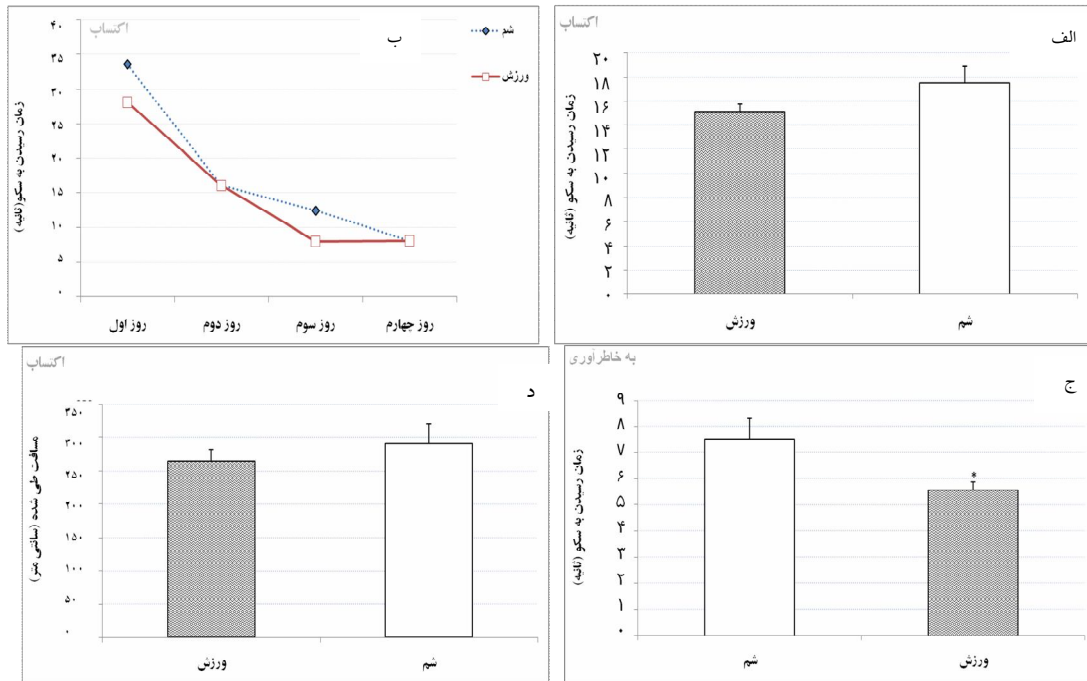 اکتساب
الف
زمان رسیدن به سکو (ثانیه)
۲۰
۱۸
۱۶
۱۴
۱۲
۱۰
۸
۶
۴
۲
۰
ورزش
شم
اکتساب
ب
شم
ورزش
زمان رسیدن به سکو(ثانیه)
۴۰
۳۵
۳۰
۲۵
۲۰
۱۵
۱۰
۵
۰
روز اول
روز دوم
روز سوم
روز چهارم
به خاطرآوری
ج
زمان رسیدن به سکو (ثانیه)
۹
۸
۷
۶
۵
۴
۳
۲
۱
۰
*
شم
ورزش
اکتساب
د
مسافت طی شده (سانتی متر)
۳۵۰
۳۰۰
۲۵۰
۲۰۰
۱۵۰
۱۰۰
۵۰
۰
ورزش
شم